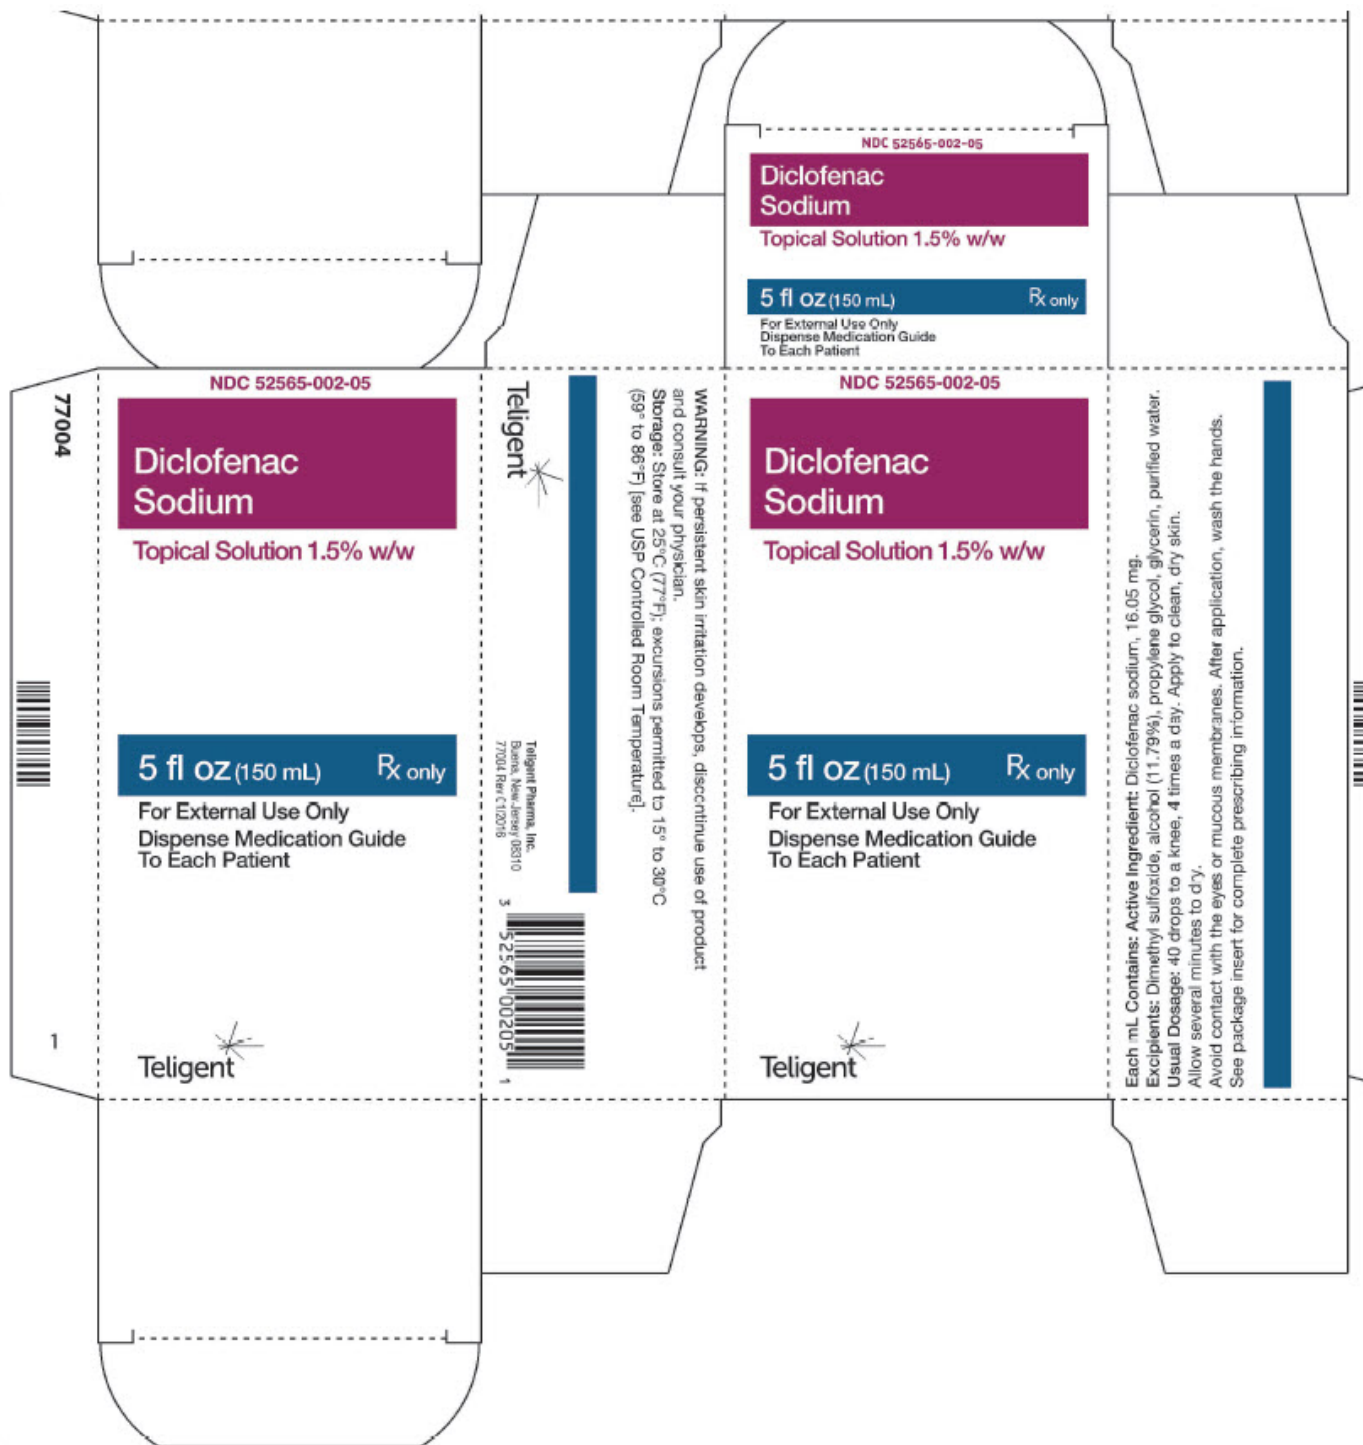 NDC 52565-002-05
Diclofenac
Sodium
Topical Solution 1.5% w/w
5 fl oz (150 mL) Rx only
For External Use Only
Dispense Medication Guide
To Each Patient
77004
1
NDC 52565-002-05
Diclofenac
Sodium
Topical Solution 1.5% w/w
5 fl oz (150 mL) Rx only
For External Use Only
Dispense Medication Guide
To Each Patient
Teligent
Teligent
Teligent Pharma, Inc.
Buena, New Jersey 08310
77004 Rev 01/2016
3 52565 00205 1
WARNING: If persistent skin irritation develops, discontinue use of product
and consult your physician.
Storage: Store at 25°C (77°F); excursions permitted to 15° to 30°C
(59° to 86°F) [see USP Controlled Room Temperature].
NDC 52565-002-05
Diclofenac
Sodium
Topical Solution 1.5% w/w
5 fl oz (150 mL) Rx only
For External Use Only
Dispense Medication Guide
To Each Patient
Teligent
Each mL Contains: Active Ingredient: Diclofenac sodium, 16.05 mg.
Excipients: Dimethyl sulfoxide, alcohol (11.79%), propylene glycol, glycerin, purified water.
Usual Dosage: 40 drops to a knee, 4 times a day. Apply to clean, dry skin.
Allow several minutes to dry.
Avoid contact with the eyes or mucous membranes. After application, wash the hands.
See package insert for complete prescribing information.